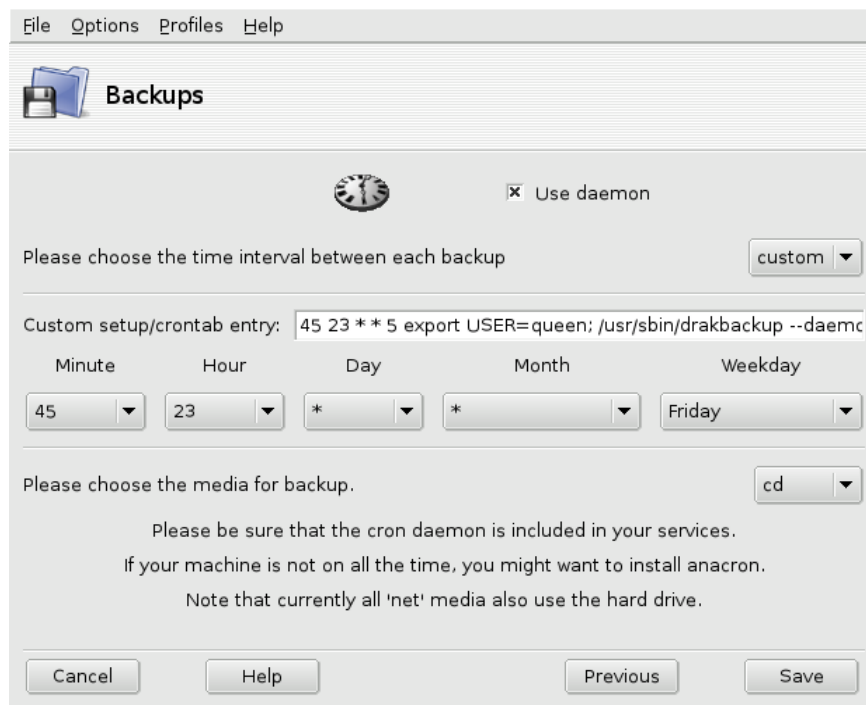 File Options Profiles Help
Backups
Use daemon
Please choose the time interval between each backup custom
Custom setup/crontab entry: 45 23 * * 5 export USER=queen; /usr/sbin/drakbackup --daemo
Minute Hour Day Month Weekday
45 23 * * Friday
Please choose the media for backup. cd
Please be sure that the cron daemon is included in your services.
If your machine is not on all the time, you might want to install anacron.
Note that currently all 'net' media also use the hard drive.
Cancel Help Previous Save